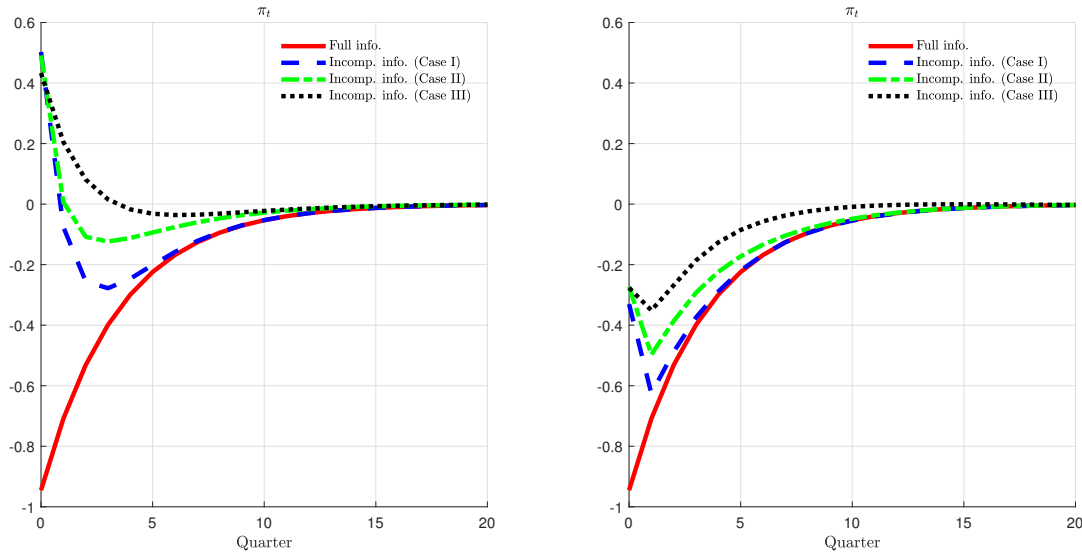 π_t
0.6
0.4
0.2
0
-0.2
-0.4
-0.6
-0.8
-1
0 5 10 15 20
Quarter
Full info.
Incomp. info. (Case I)
Incomp. info. (Case II)
Incomp. info. (Case III)
π_t
0.6
0.4
0.2
0
-0.2
-0.4
-0.6
-0.8
-1
0 5 10 15 20
Quarter
Full info.
Incomp. info. (Case I)
Incomp. info. (Case II)
Incomp. info. (Case III)